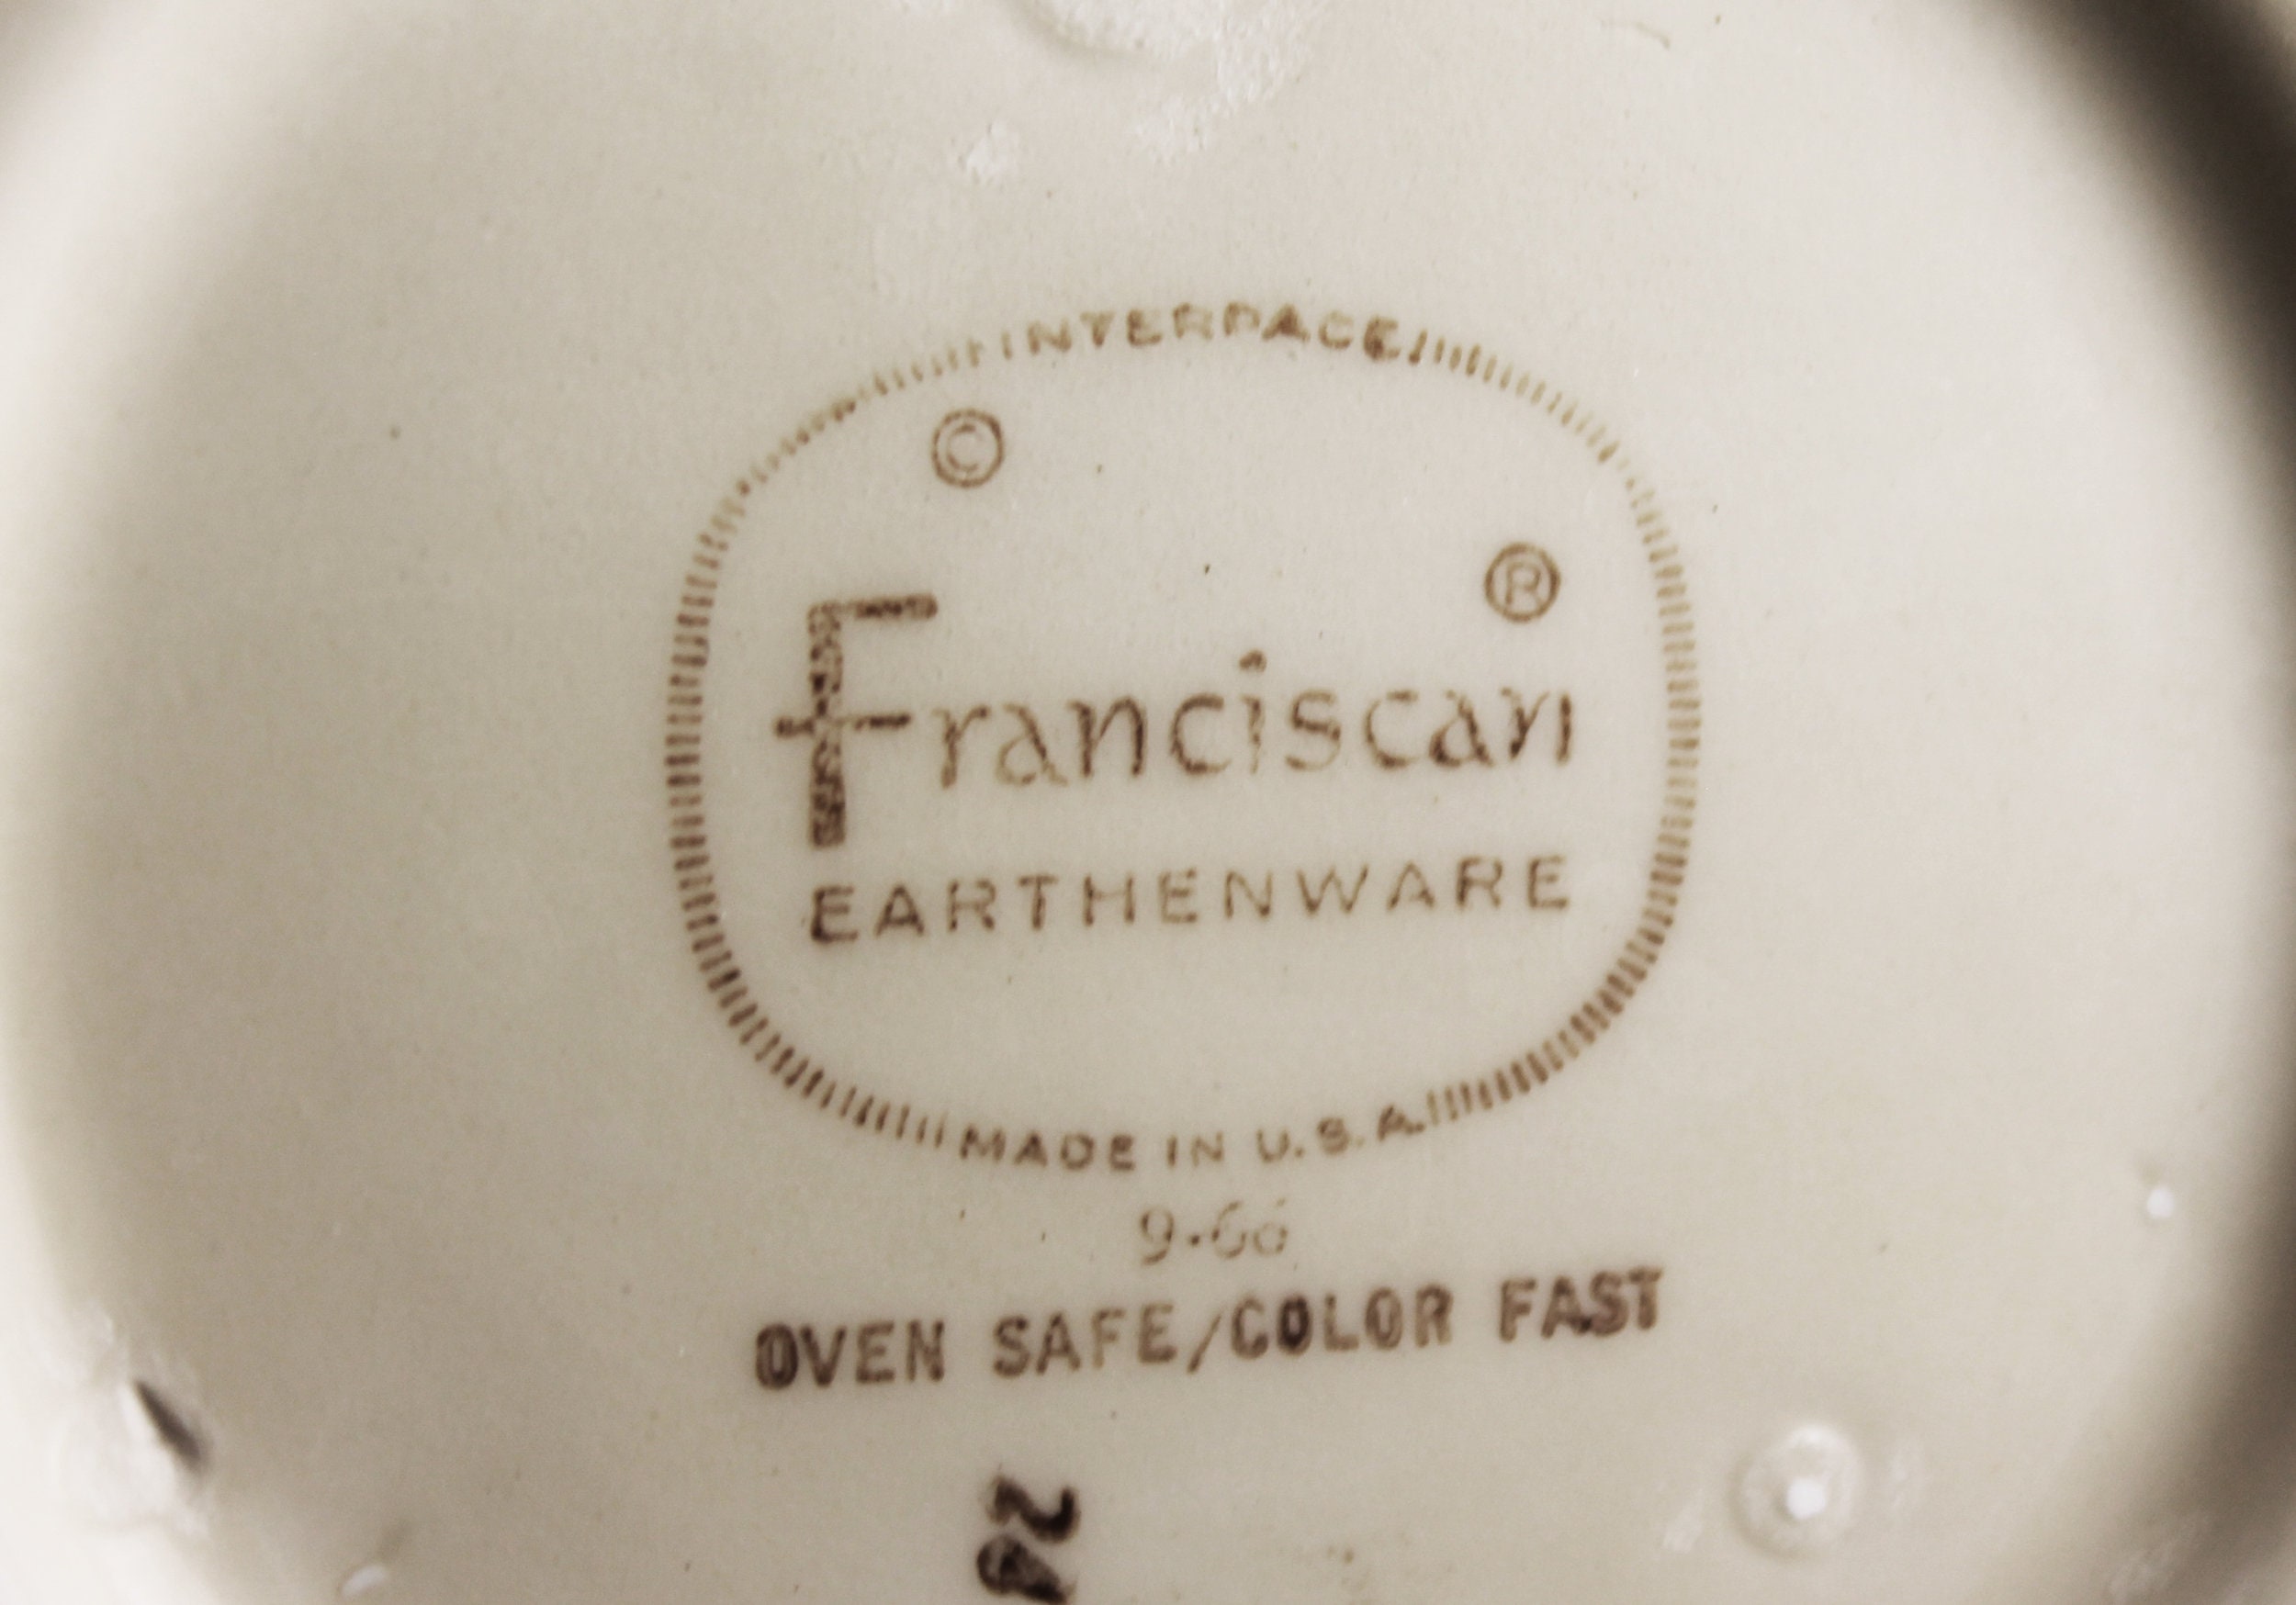 INTERPACE
©
®
Franciscan
EARTHENWARE
MADE IN U.S.A.
9-66
OVEN SAFE/COLOR FAST